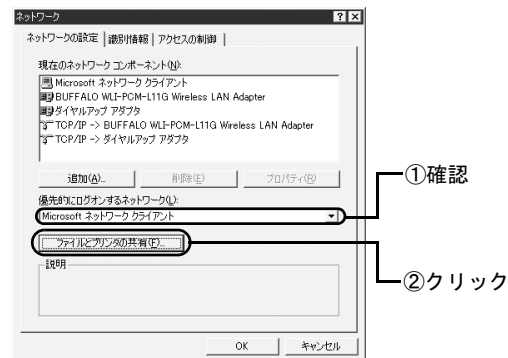 ネットワーク
ネットワークの設定 識別情報 アクセスの制御
現在のネットワーク コンポーネント(N):
Microsoft ネットワーク クライアント
BUFFALO WLI-PCM-L11G Wireless LAN Adapter
ダイヤルアップ アダプタ
TCP/IP -> BUFFALO WLI-PCM-L11G Wireless LAN Adapter
TCP/IP -> ダイヤルアップ アダプタ
追加(A)... 削除(E) プロパティ(R)
①確認
優先的にログオンするネットワーク(L):
Microsoft ネットワーク クライアント
ファイルとプリンタの共有(F)...
説明
②クリック
OK キャンセル